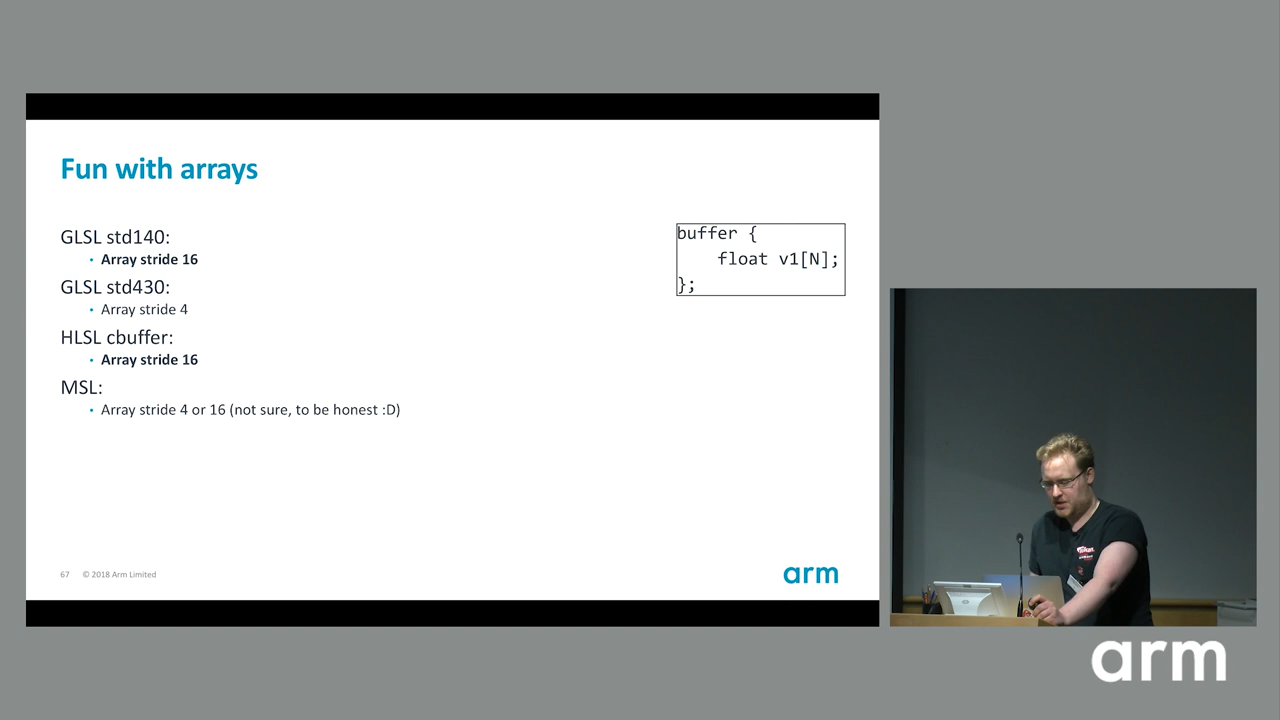 Fun with arrays
GLSL std140:
• Array stride 16
GLSL std430:
• Array stride 4
HLSL cbuffer:
• Array stride 16
MSL:
• Array stride 4 or 16 (not sure, to be honest :D)
buffer {
float v1[N];
};
67 © 2018 Arm Limited
arm
arm